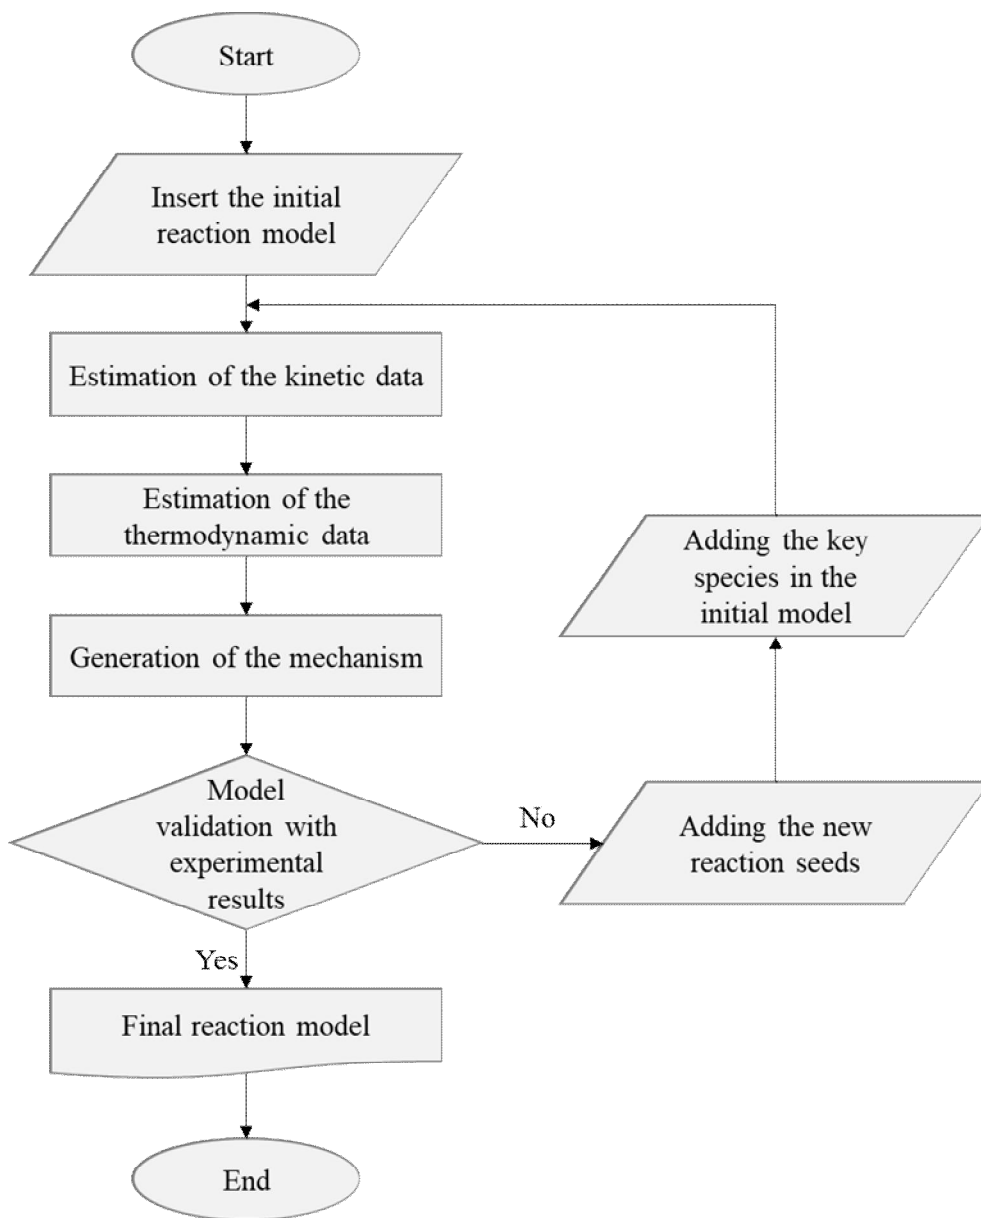 Start
Insert the initial
reaction model
Estimation of the kinetic data
Estimation of the
thermodynamic data
Generation of the mechanism
Model
validation with
experimental
results
No
Yes
Adding the new
reaction seeds
Adding the key
species in the
initial model
Final reaction model
End